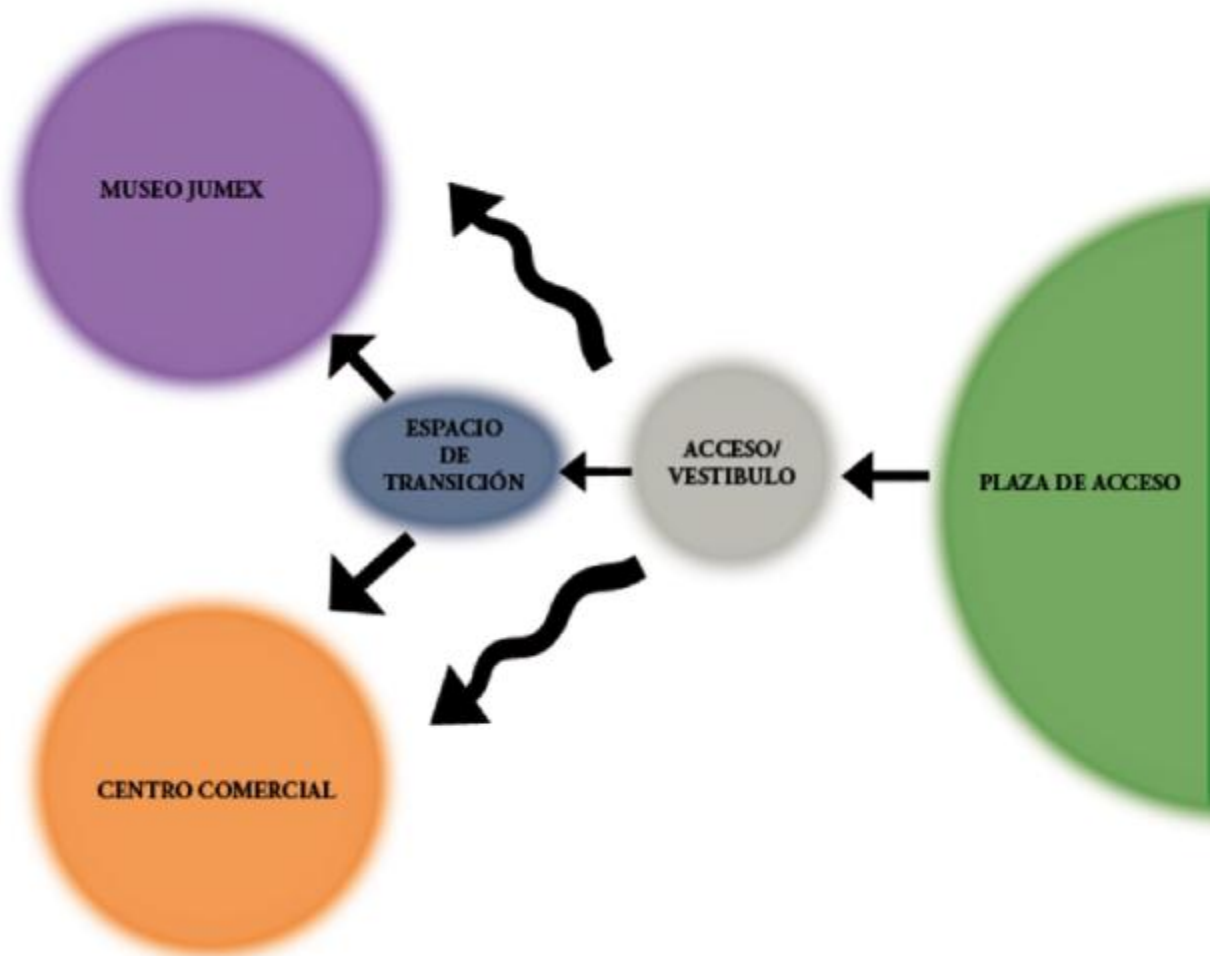 MUSEO JUMEX
ESPACIO
DE
TRANSICIÓN
ACCESO/
VESTIBULO
PLAZA DE ACCESO
CENTRO COMERCIAL